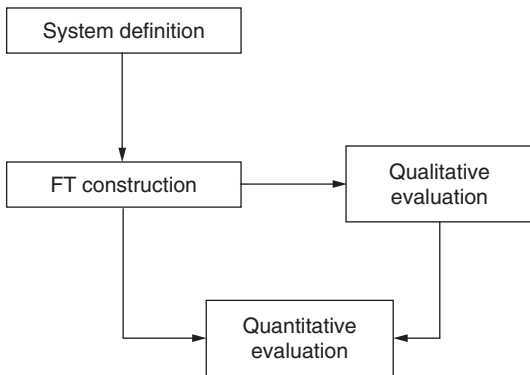 System definition
FT construction
Qualitative
evaluation
Quantitative
evaluation